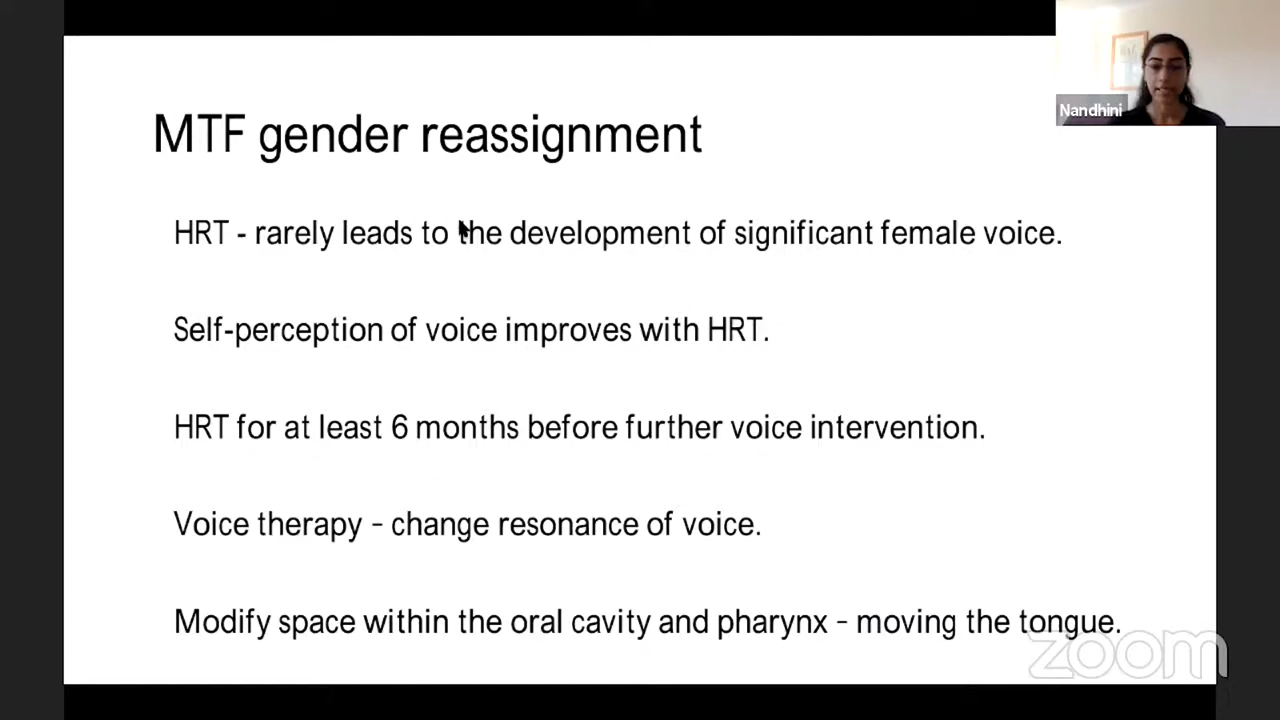 Nandhini
MTF gender reassignment
HRT - rarely leads to the development of significant female voice.
Self-perception of voice improves with HRT.
HRT for at least 6 months before further voice intervention.
Voice therapy – change resonance of voice.
Modify space within the oral cavity and pharynx – moving the tongue.
zoom